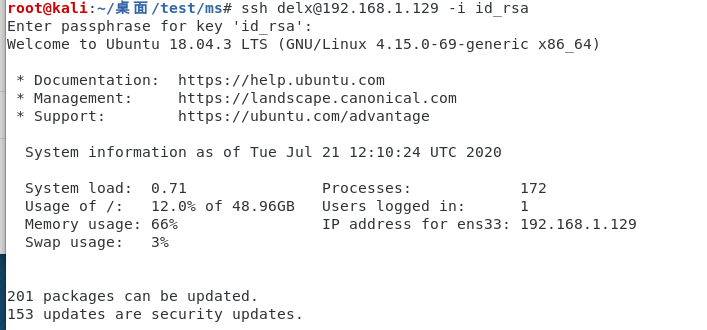 root@kali:~/桌面/test/ms# ssh delx@192.168.1.129 -i id_rsa
Enter passphrase for key 'id_rsa':
Welcome to Ubuntu 18.04.3 LTS (GNU/Linux 4.15.0-69-generic x86_64)

 * Documentation:  https://help.ubuntu.com
 * Management:     https://landscape.canonical.com
 * Support:        https://ubuntu.com/advantage

  System information as of Tue Jul 21 12:10:24 UTC 2020

  System load:  0.71               Processes:            172
  Usage of /:   12.0% of 48.96GB   Users logged in:      1
  Memory usage: 66%                IP address for ens33: 192.168.1.129
  Swap usage:   3%


201 packages can be updated.
153 updates are security updates.